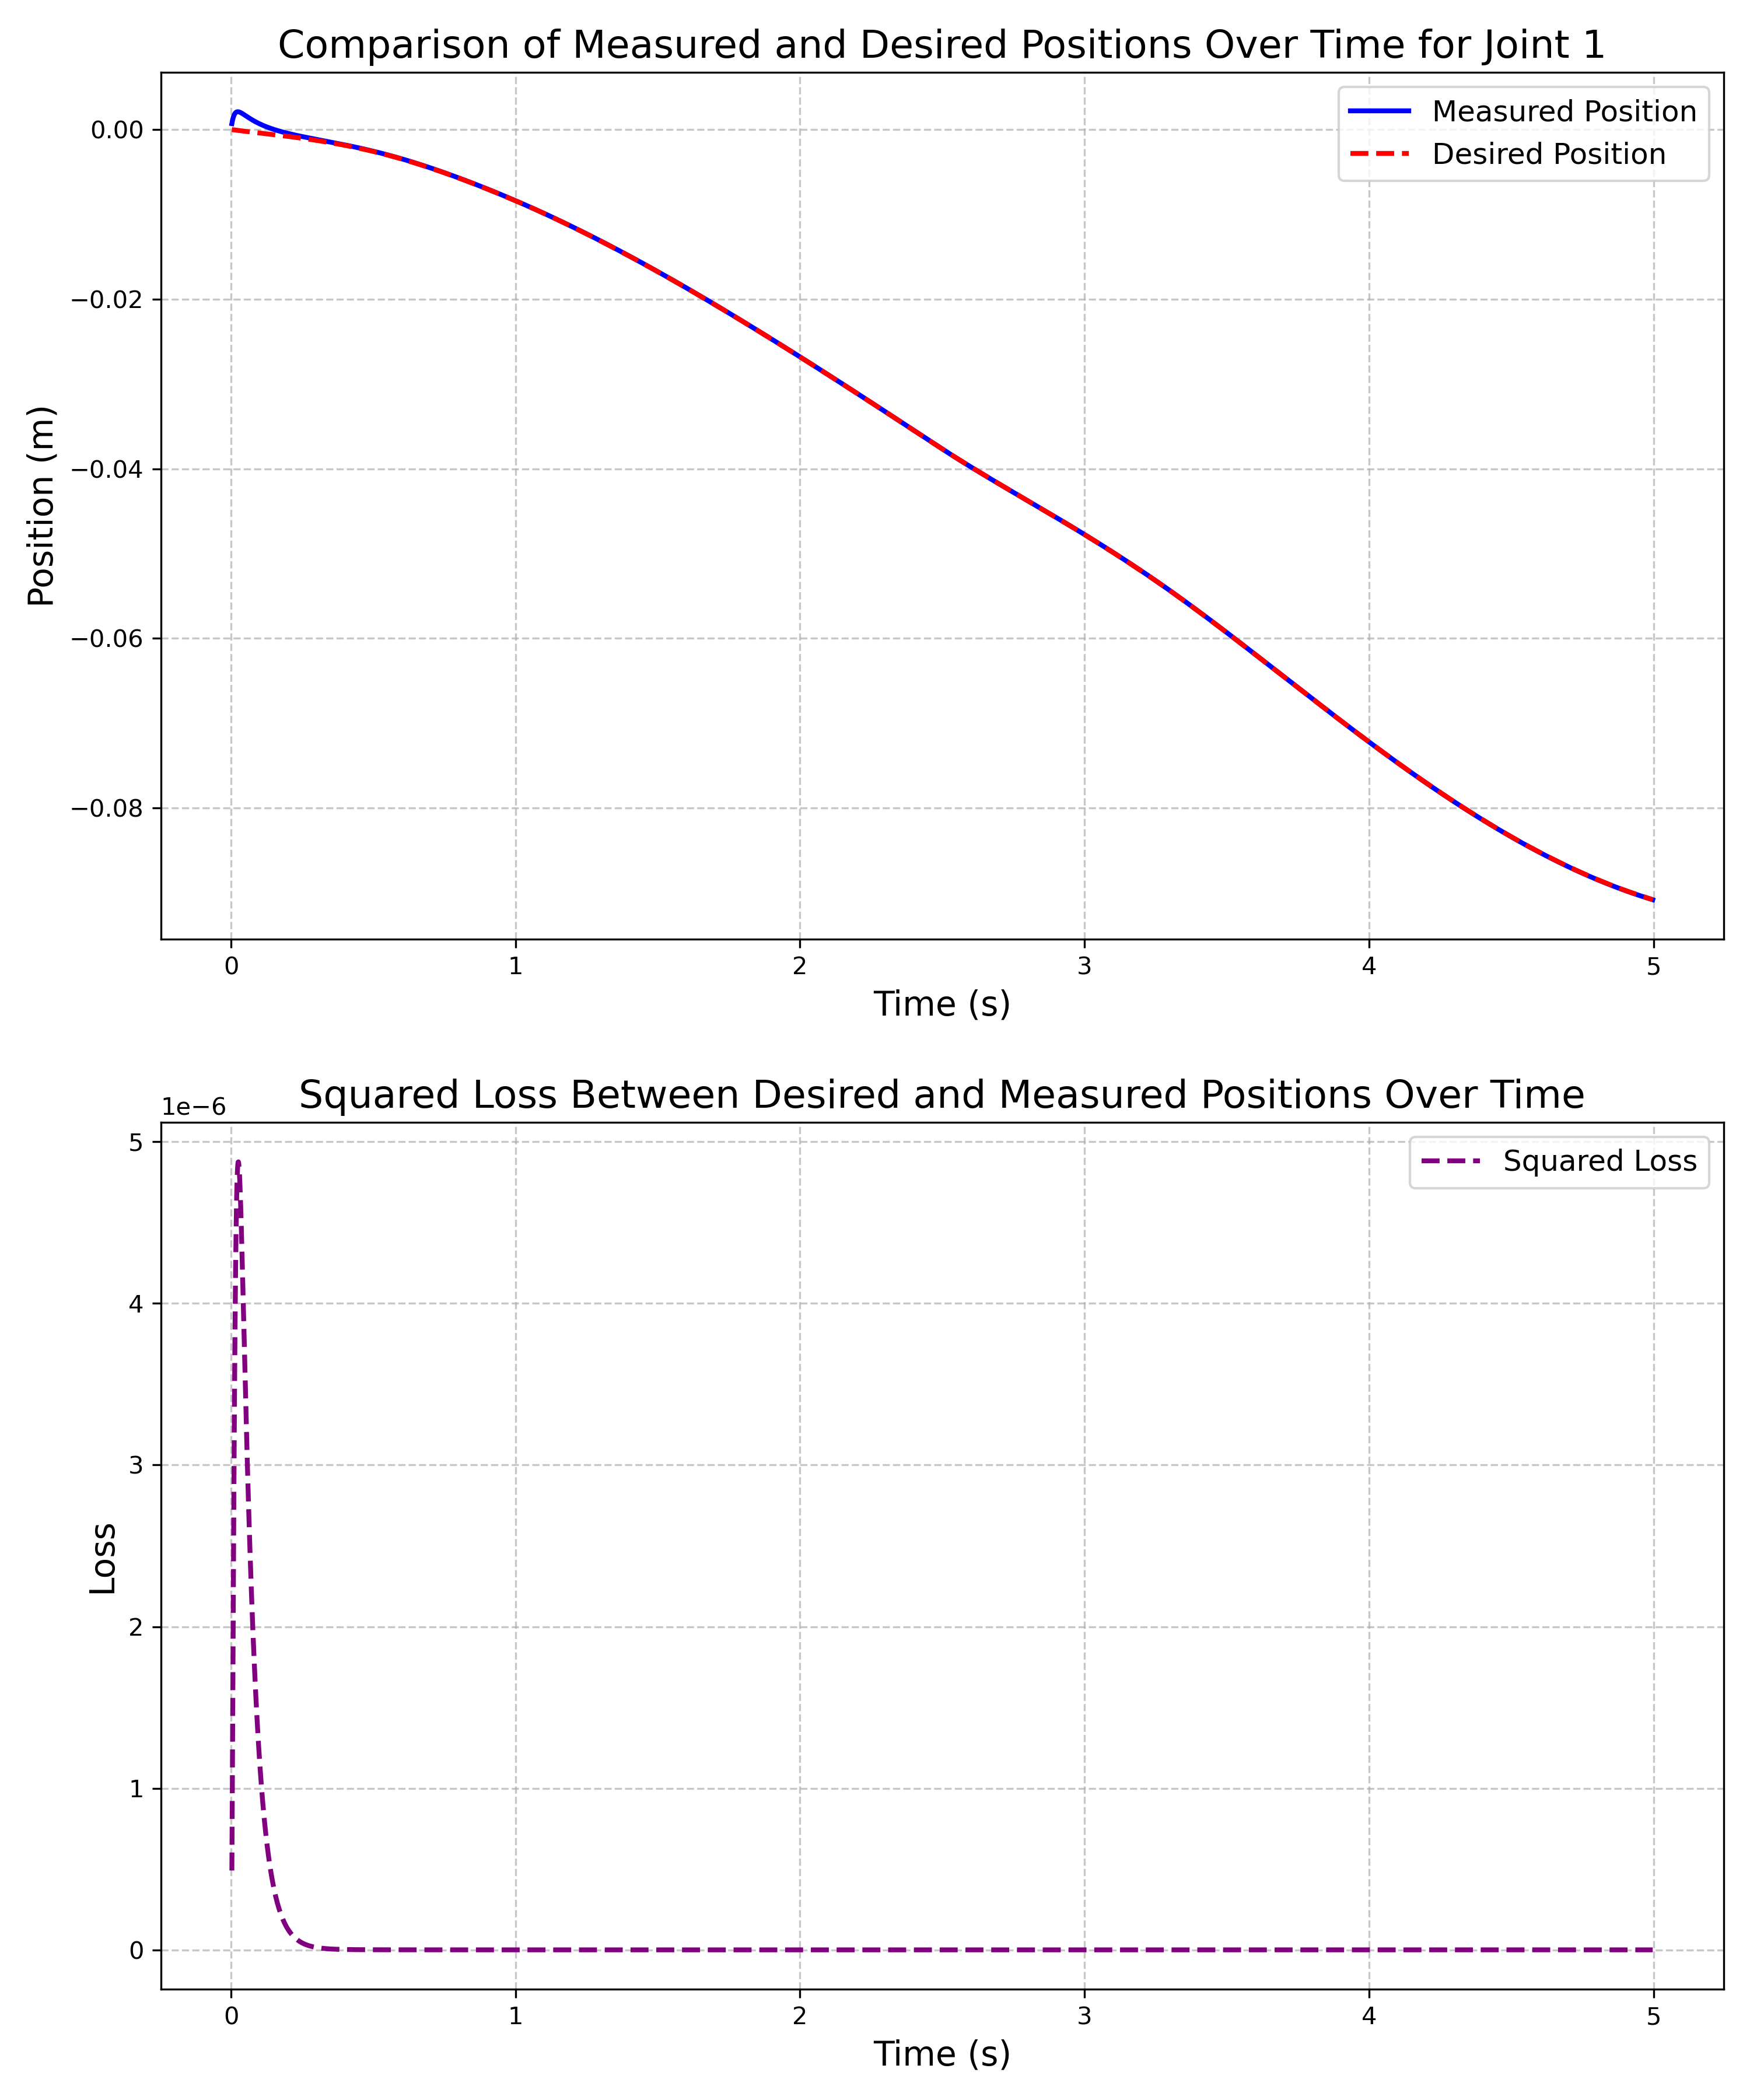 Comparison of Measured and Desired Positions Over Time for Joint 1
Measured Position
Desired Position
0.00
−0.02
−0.04
−0.06
−0.08
Position (m)
0 1 2 3 4 5
Time (s)
Squared Loss Between Desired and Measured Positions Over Time
1e−6
Squared Loss
5
4
3
2
1
0
Loss
0 1 2 3 4 5
Time (s)